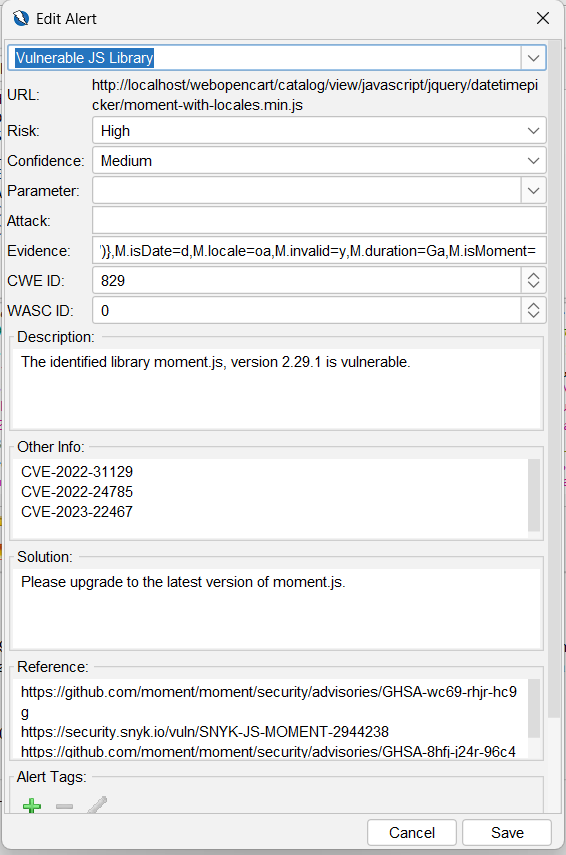 Edit Alert
Vulnerable JS Library
URL:
http://localhost/webopencart/catalog/view/javascript/jquery/datetimepi
cker/moment-with-locales.min.js
Risk: High
Confidence: Medium
Parameter:
Attack:
Evidence: ')},M.isDate=d,M.locale=oa,M.invalid=y,M.duration=Ga,M.isMoment=
CWE ID: 829
WASC ID: 0
Description:
The identified library moment.js, version 2.29.1 is vulnerable.
Other Info:
CVE-2022-31129
CVE-2022-24785
CVE-2023-22467
Solution:
Please upgrade to the latest version of moment.js.
Reference:
https://github.com/moment/moment/security/advisories/GHSA-wc69-rhjr-hc9
g
https://security.snyk.io/vuln/SNYK-JS-MOMENT-2944238
https://github.com/moment/moment/security/advisories/GHSA-8hfj-j24r-96c4
Alert Tags:
Cancel Save